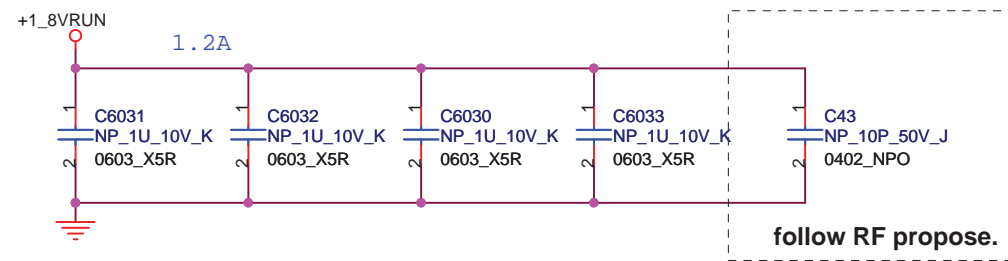 +1_8VRUN
1.2A
1
C6031
NP_1U_10V_K
2
0603_X5R
1
C6032
NP_1U_10V_K
2
0603_X5R
1
C6030
NP_1U_10V_K
2
0603_X5R
1
C6033
NP_1U_10V_K
2
0603_X5R
1
C43
NP_10P_50V_J
2
0402_NPO
follow RF propose.